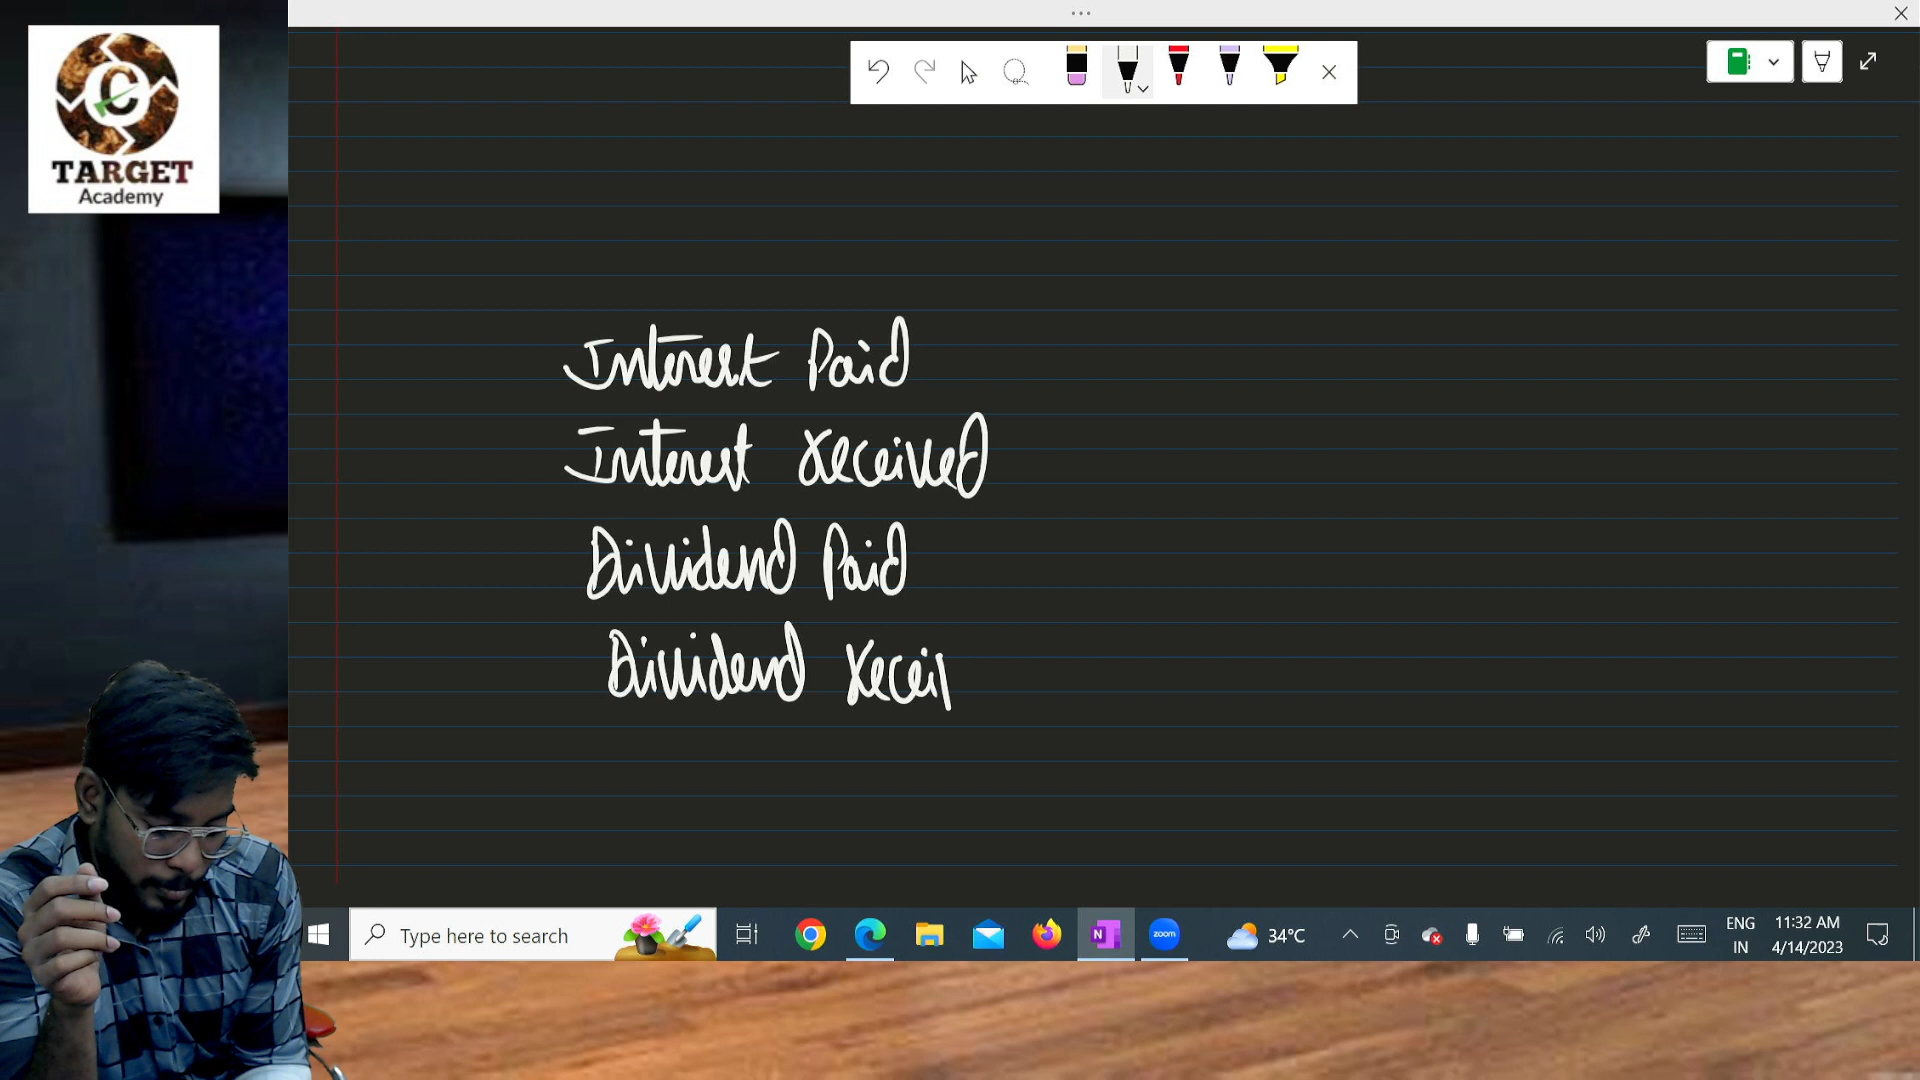 TARGET
Academy
Interest Paid
Interest received
Dividend Paid
Dividend recei
Type here to search
zoom
34°C
ENG
IN
11:32 AM
4/14/2023